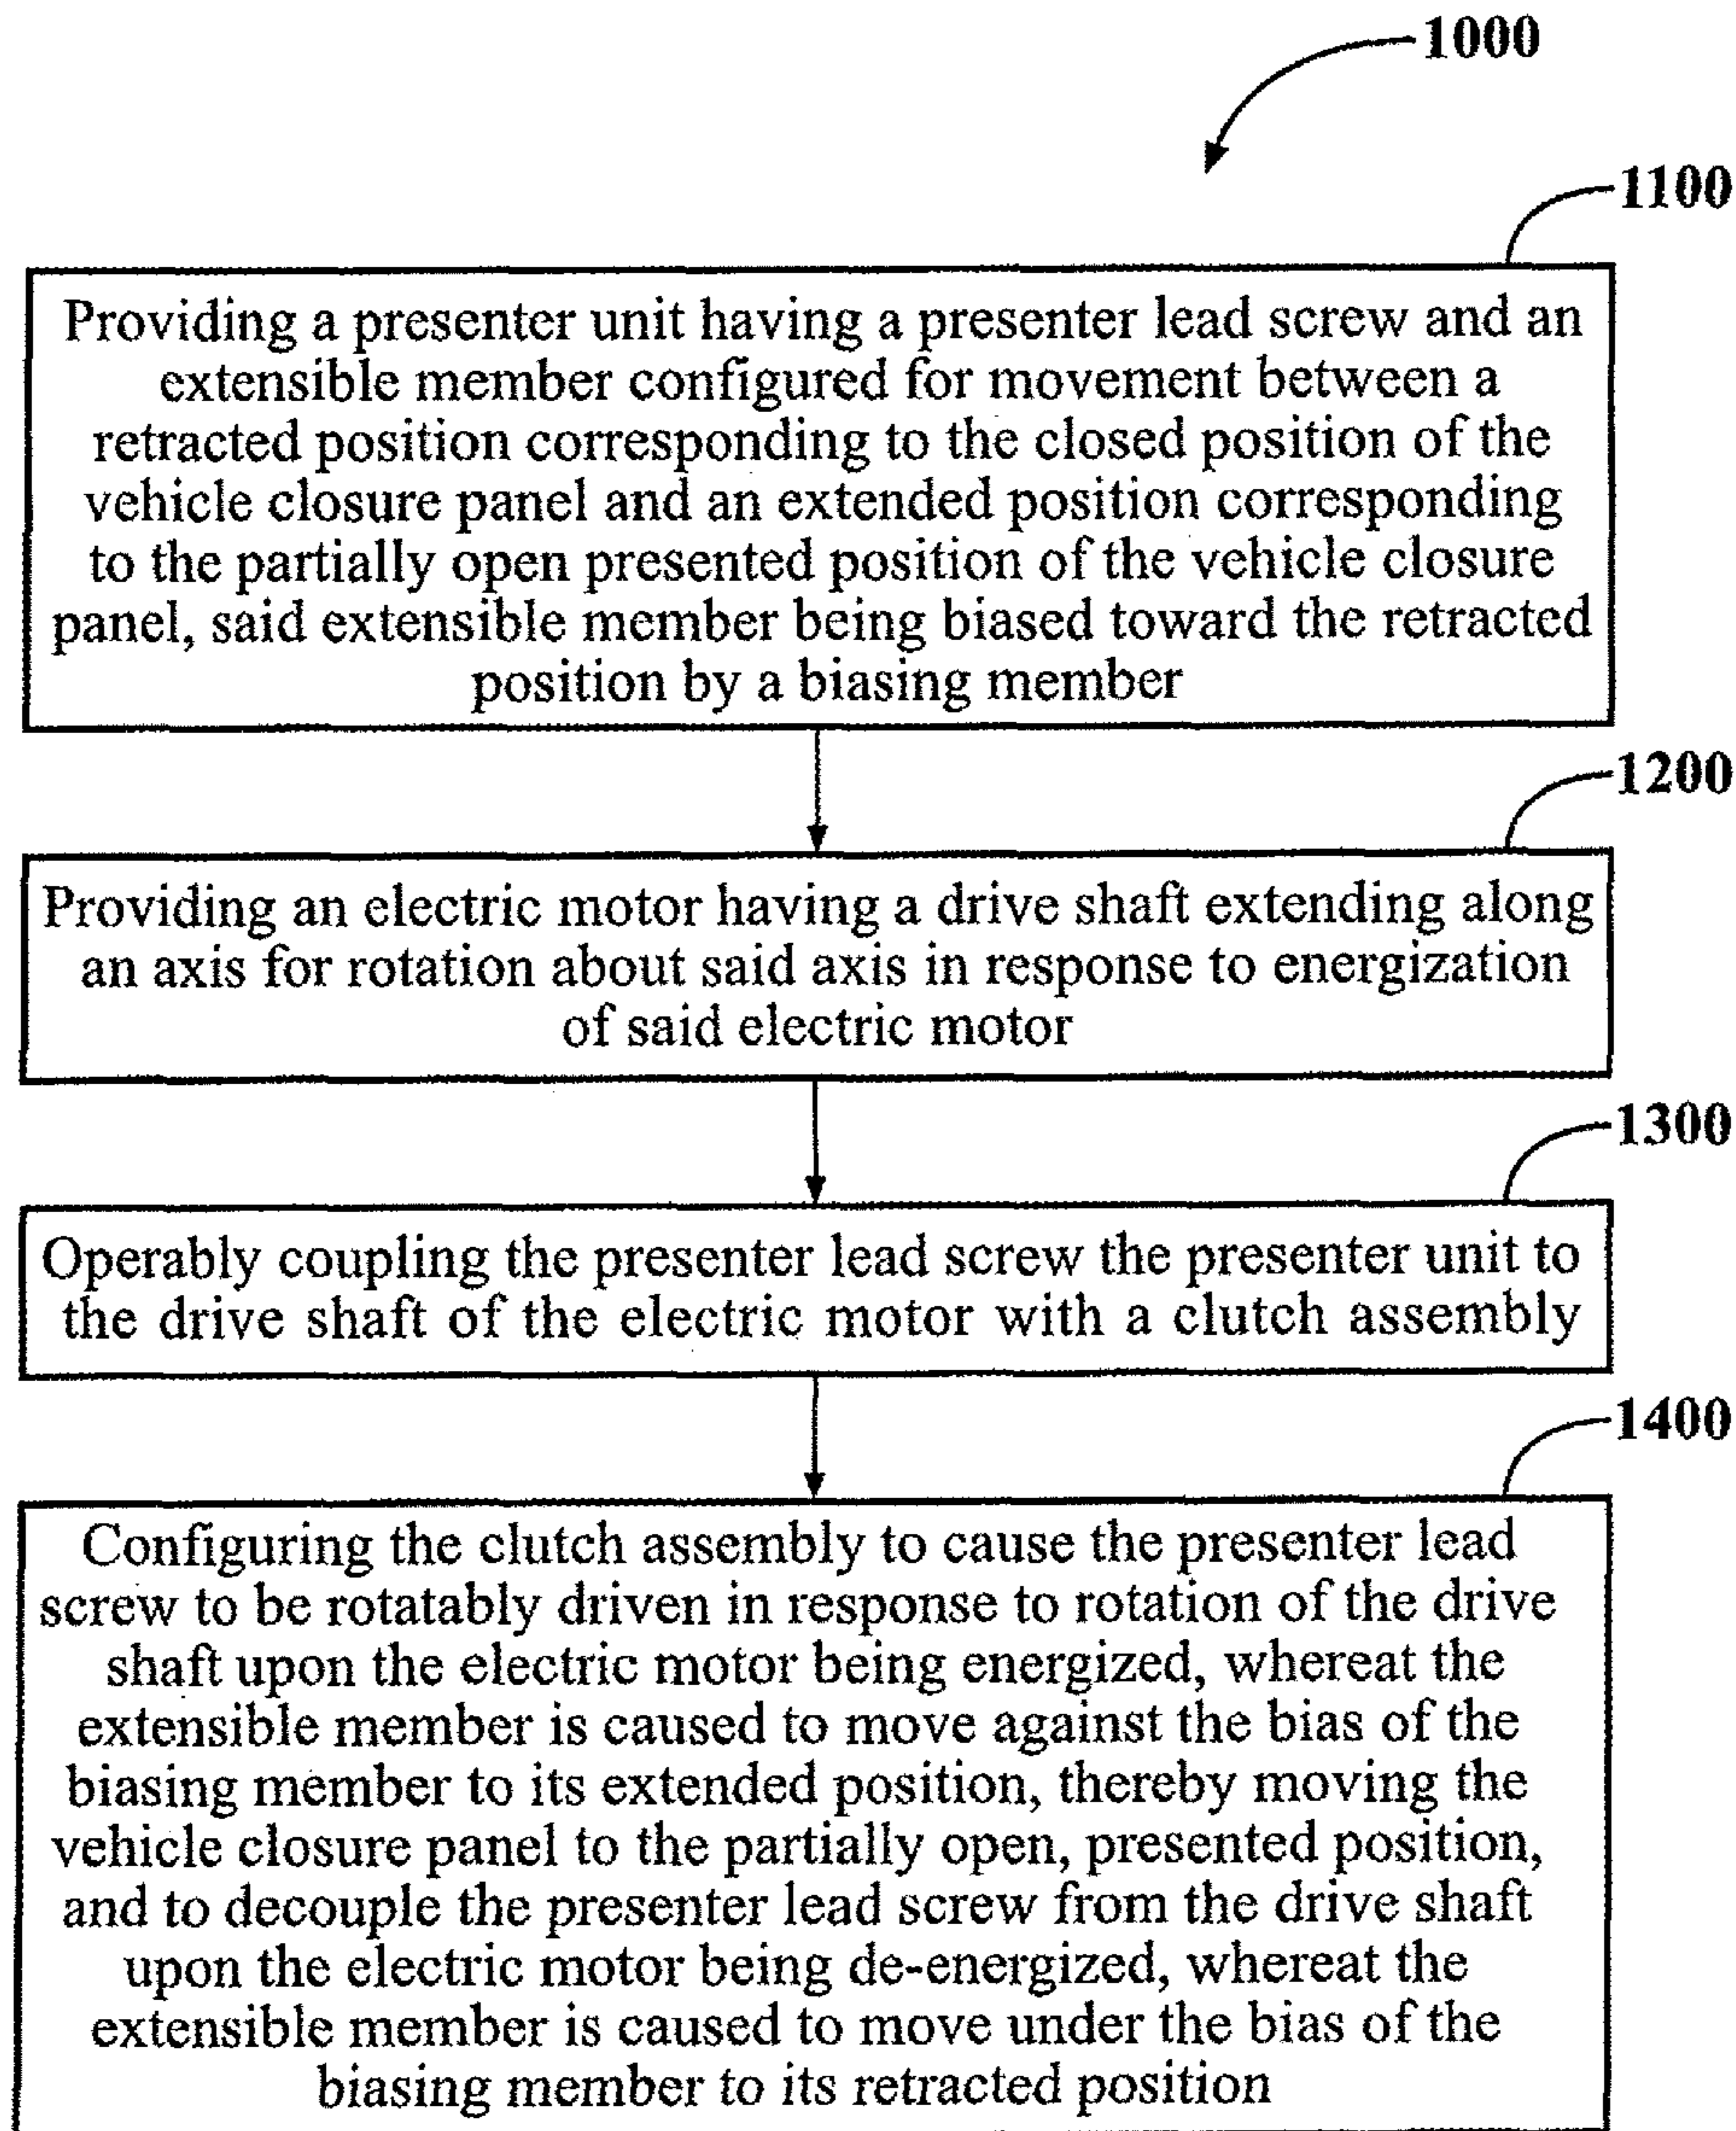 1000
1100
Providing a presenter unit having a presenter lead screw and an
extensible member configured for movement between a
retracted position corresponding to the closed position of the
vehicle closure panel and an extended position corresponding
to the partially open presented position of the vehicle closure
panel, said extensible member being biased toward the retracted
position by a biasing member
1200
Providing an electric motor having a drive shaft extending along
an axis for rotation about said axis in response to energization
of said electric motor
1300
Operably coupling the presenter lead screw the presenter unit to
the drive shaft of the electric motor with a clutch assembly
1400
Configuring the clutch assembly to cause the presenter lead
screw to be rotatably driven in response to rotation of the drive
shaft upon the electric motor being energized, whereat the
extensible member is caused to move against the bias of the
biasing member to its extended position, thereby moving the
vehicle closure panel to the partially open, presented position,
and to decouple the presenter lead screw from the drive shaft
upon the electric motor being de-energized, whereat the
extensible member is caused to move under the bias of the
biasing member to its retracted position